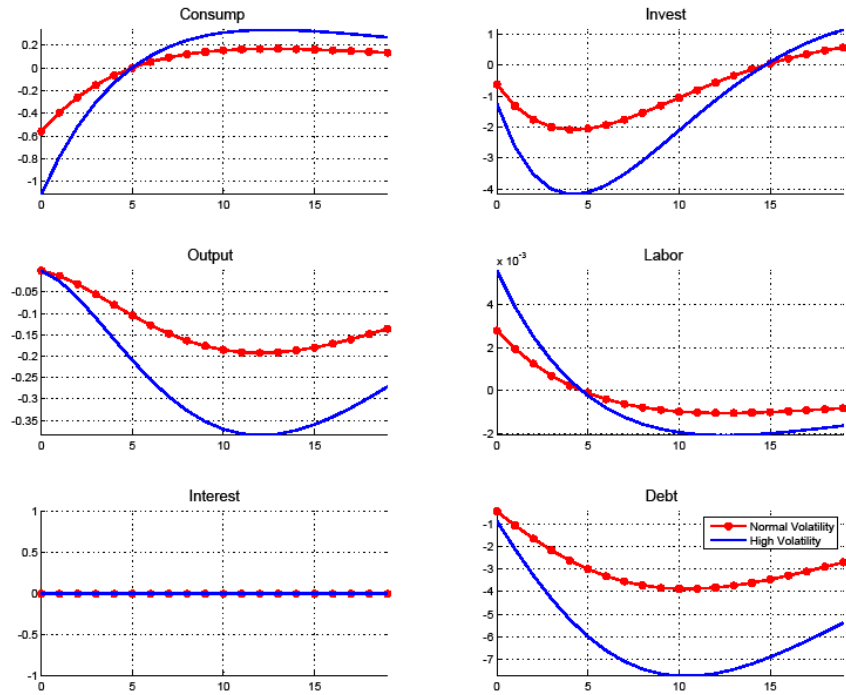 Consump
0.2
0
-0.2
-0.4
-0.6
-0.8
-1
0 5 10 15
Invest
1
0
-1
-2
-3
-4
0 5 10 15
Output
-0.05
-0.1
-0.15
-0.2
-0.25
-0.3
-0.35
0 5 10 15
Labor
x 10^-3
4
2
0
-2
0 5 10 15
Interest
1
0.5
0
-0.5
-1
0 5 10 15
Debt
Normal Volatility
High Volatility
-1
-2
-3
-4
-5
-6
-7
0 5 10 15